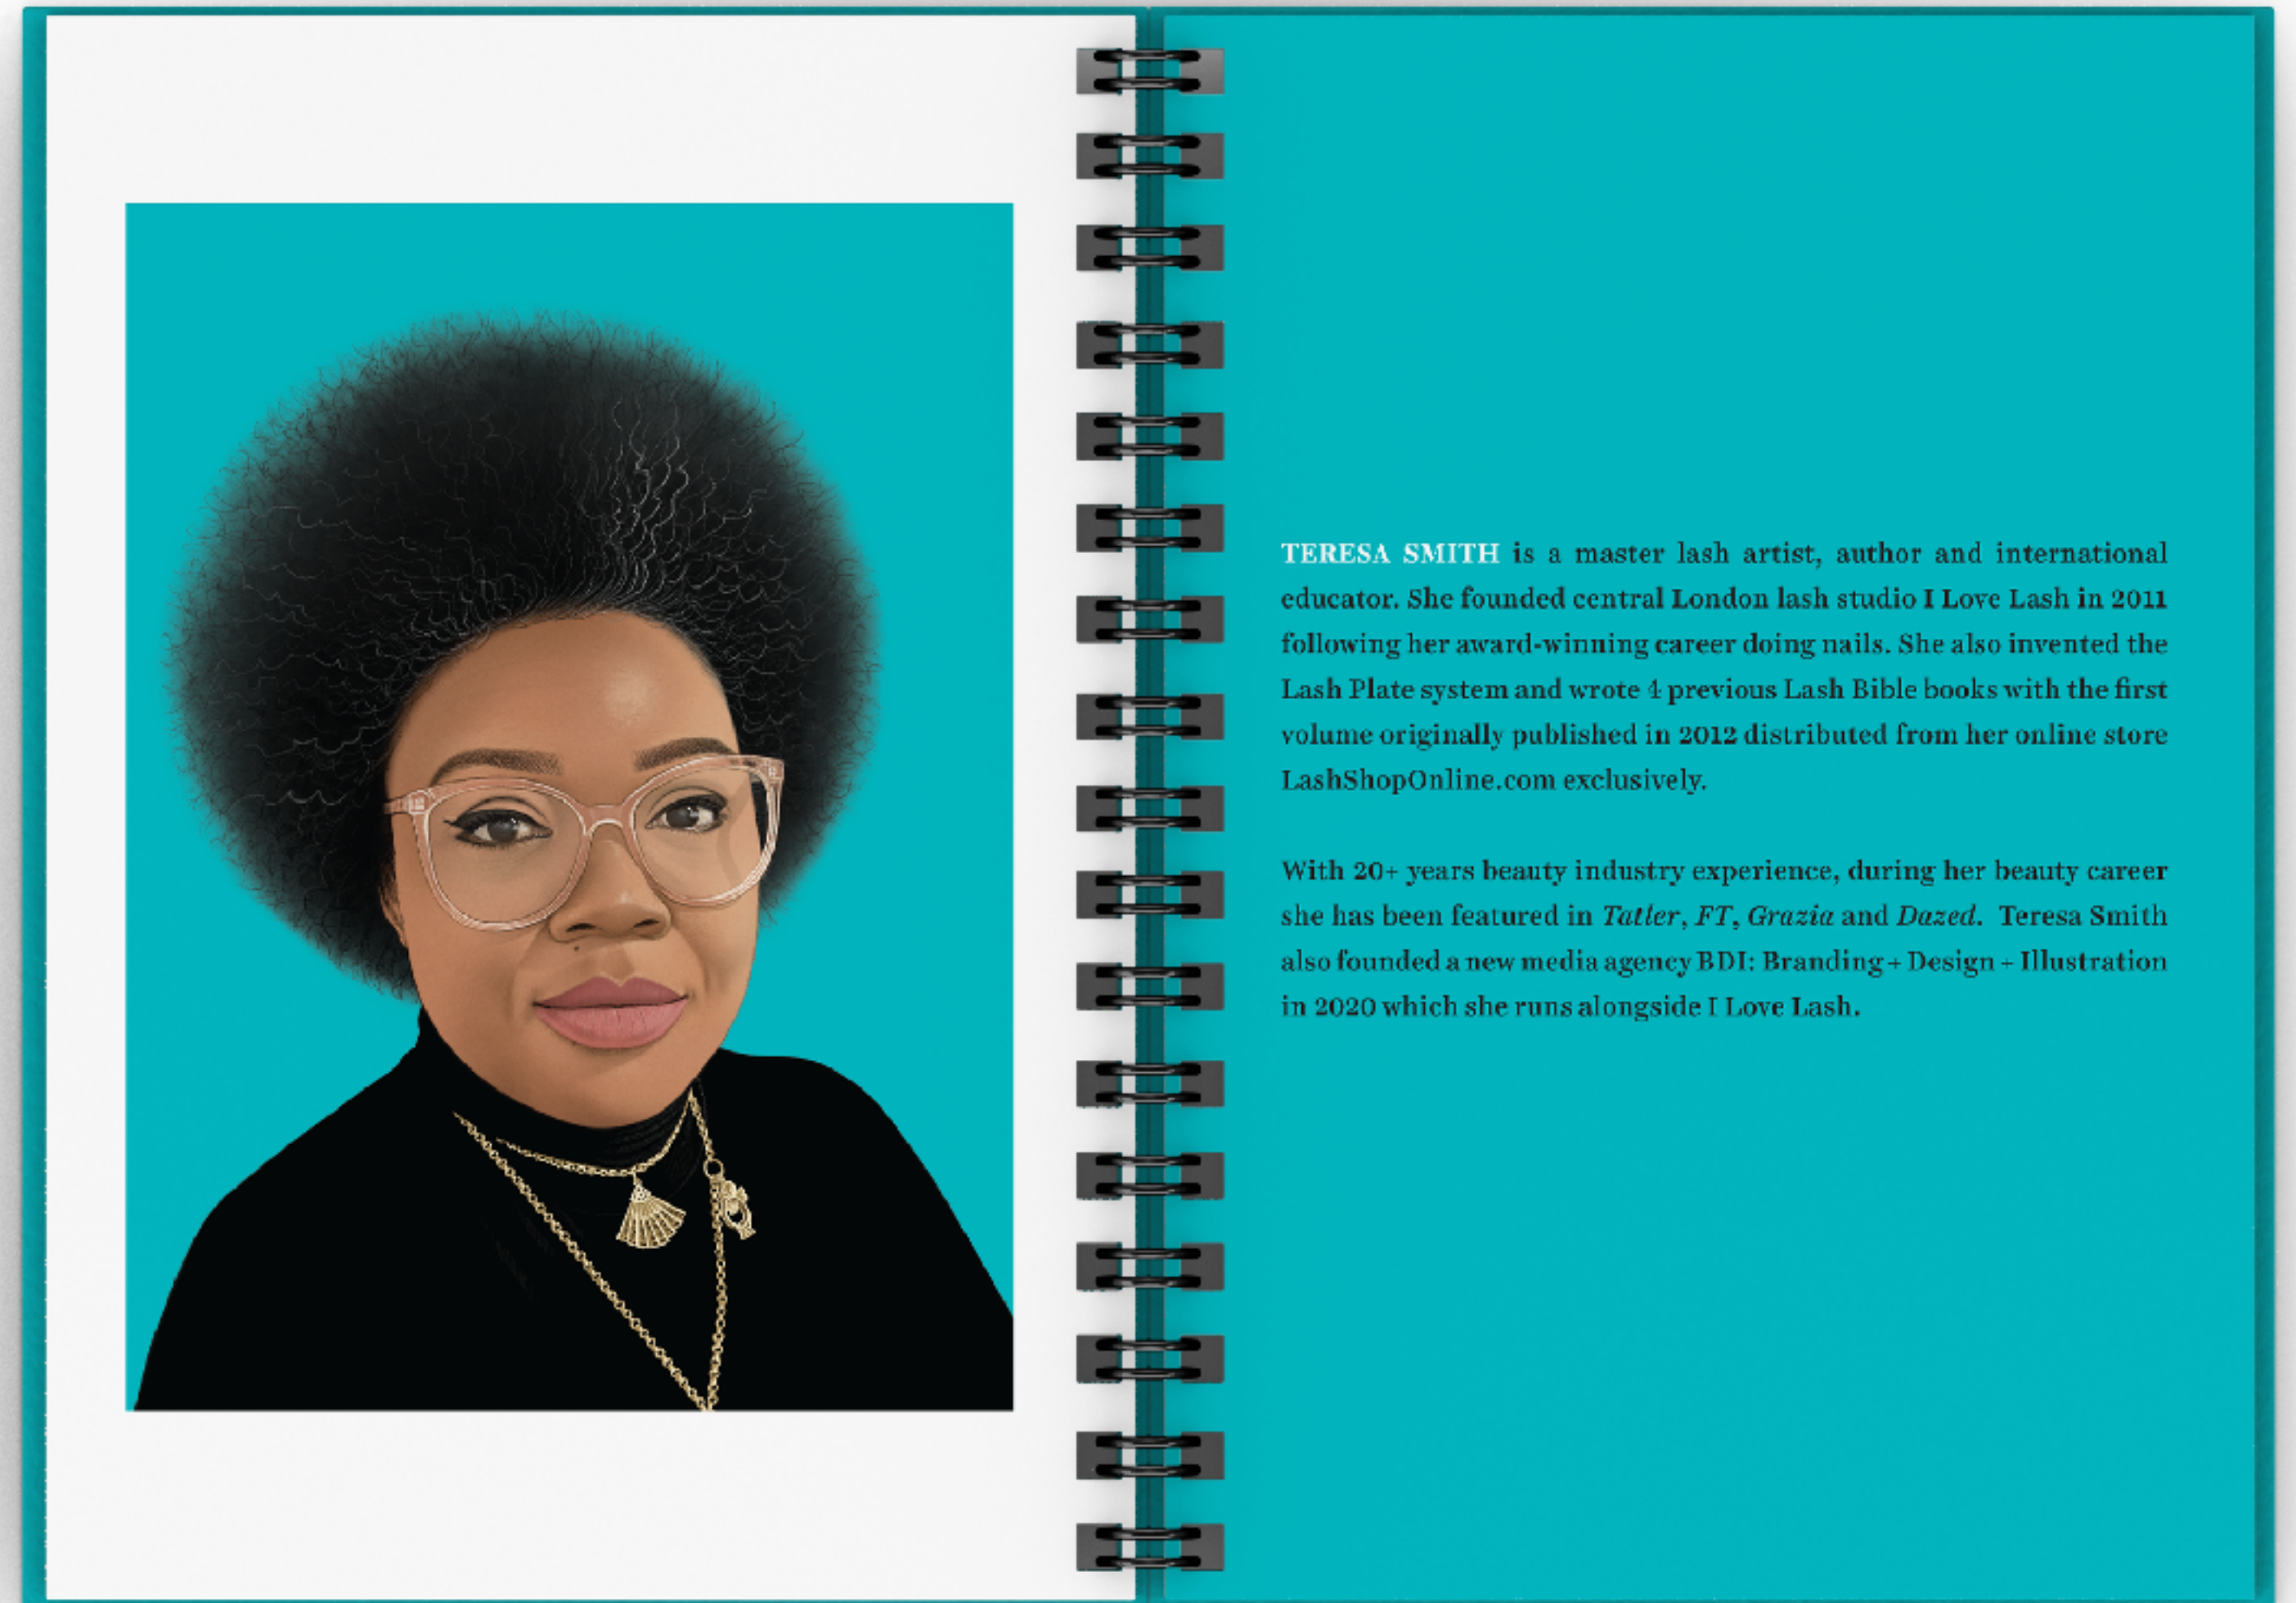 TERESA SMITH is a master lash artist, author and international
educator. She founded central London lash studio I Love Lash in 2011
following her award-winning career doing nails. She also invented the
Lash Plate system and wrote 4 previous Lash Bible books with the first
volume originally published in 2012 distributed from her online store
LashShopOnline.com exclusively.
With 20+ years beauty industry experience, during her beauty career
she has been featured in Tatler, FT, Grazia and Dazed. Teresa Smith
also founded a new media agency BDI: Branding + Design + Illustration
in 2020 which she runs alongside I Love Lash.